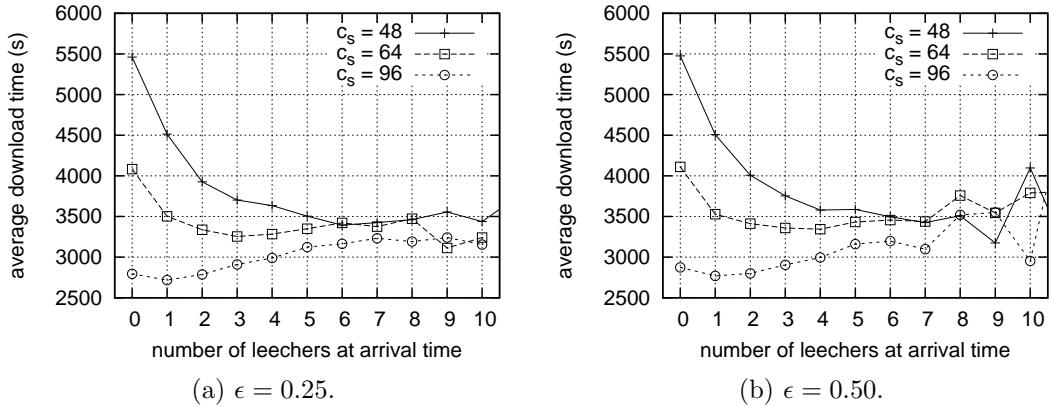 average download time (s)
6000
5500
5000
4500
4000
3500
3000
2500
0 1 2 3 4 5 6 7 8 9 10
number of leechers at arrival time
c_s = 48
c_s = 64
c_s = 96
(a) ϵ = 0.25.
average download time (s)
6000
5500
5000
4500
4000
3500
3000
2500
0 1 2 3 4 5 6 7 8 9 10
number of leechers at arrival time
c_s = 48
c_s = 64
c_s = 96
(b) ϵ = 0.50.